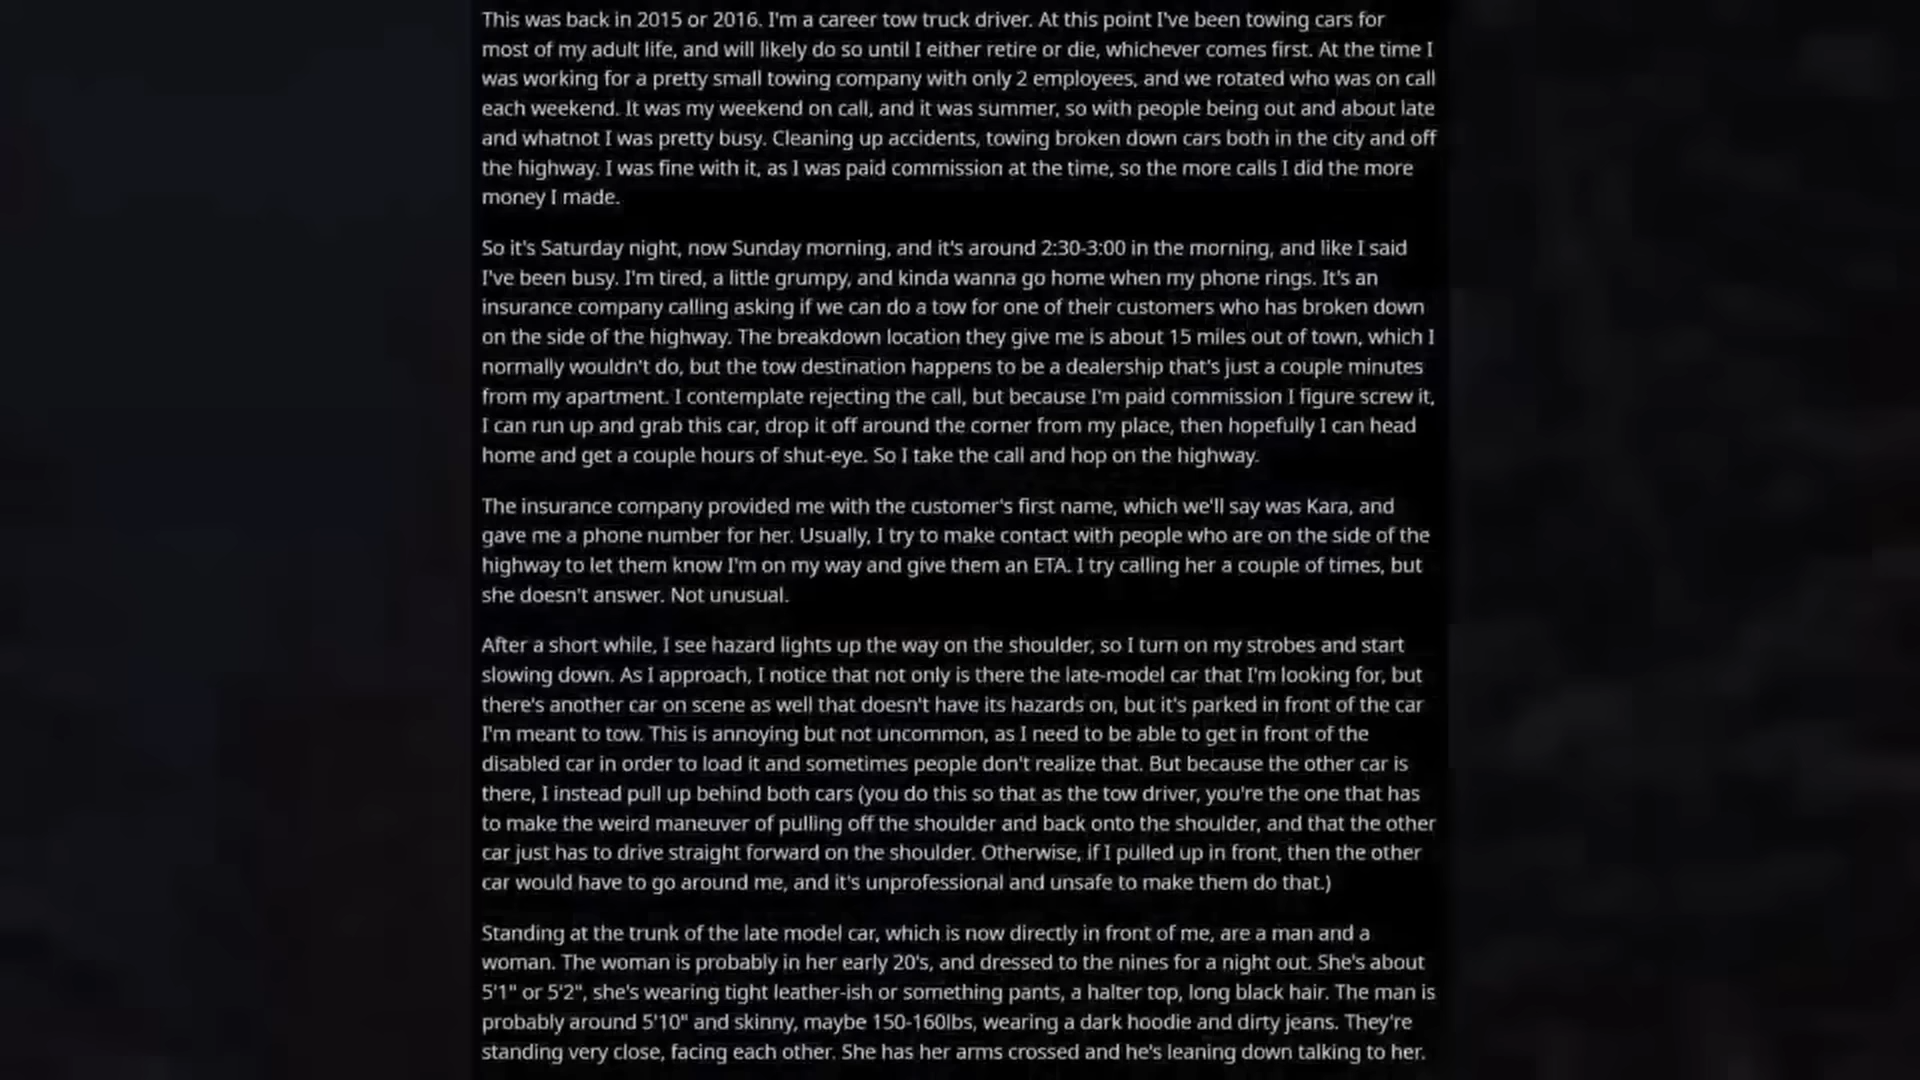 This was back in 2015 or 2016. I'm a career tow truck driver. At this point I've been towing cars for
most of my adult life, and will likely do so until I either retire or die, whichever comes first. At the time I
was working for a pretty small towing company with only 2 employees, and we rotated who was on call
each weekend. It was my weekend on call, and it was summer, so with people being out and about late
and whatnot I was pretty busy. Cleaning up accidents, towing broken down cars both in the city and off
the highway. I was fine with it, as I was paid commission at the time, so the more calls I did the more
money I made.
So it's Saturday night, now Sunday morning, and it's around 2:30-3:00 in the morning, and like I said
I've been busy. I'm tired, a little grumpy, and kinda wanna go home when my phone rings. It's an
insurance company calling asking if we can do a tow for one of their customers who has broken down
on the side of the highway. The breakdown location they give me is about 15 miles out of town, which I
normally wouldn't do, but the tow destination happens to be a dealership that's just a couple minutes
from my apartment. I contemplate rejecting the call, but because I'm paid commission I figure screw it,
I can run up and grab this car, drop it off around the corner from my place, then hopefully I can head
home and get a couple hours of shut-eye. So I take the call and hop on the highway.
The insurance company provided me with the customer's first name, which we'll say was Kara, and
gave me a phone number for her. Usually, I try to make contact with people who are on the side of the
highway to let them know I'm on my way and give them an ETA. I try calling her a couple of times, but
she doesn't answer. Not unusual.
After a short while, I see hazard lights up the way on the shoulder, so I turn on my strobes and start
slowing down. As I approach, I notice that not only is there the late-model car that I'm looking for, but
there's another car on scene as well that doesn't have its hazards on, but it's parked in front of the car
I'm meant to tow. This is annoying but not uncommon, as I need to be able to get in front of the
disabled car in order to load it and sometimes people don't realize that. But because the other car is
there, I instead pull up behind both cars (you do this so that as the tow driver, you're the one that has
to make the weird maneuver of pulling off the shoulder and back onto the shoulder, and that the other
car just has to drive straight forward on the shoulder. Otherwise, if I pulled up in front, then the other
car would have to go around me, and it's unprofessional and unsafe to make them do that.)
Standing at the trunk of the late model car, which is now directly in front of me, are a man and a
woman. The woman is probably in her early 20's, and dressed to the nines for a night out. She's about
5'1" or 5'2", she's wearing tight leather-ish or something pants, a halter top, long black hair. The man is
probably around 5'10" and skinny, maybe 150-160lbs, wearing a dark hoodie and dirty jeans. They're
standing very close, facing each other. She has her arms crossed and he's leaning down talking to her.